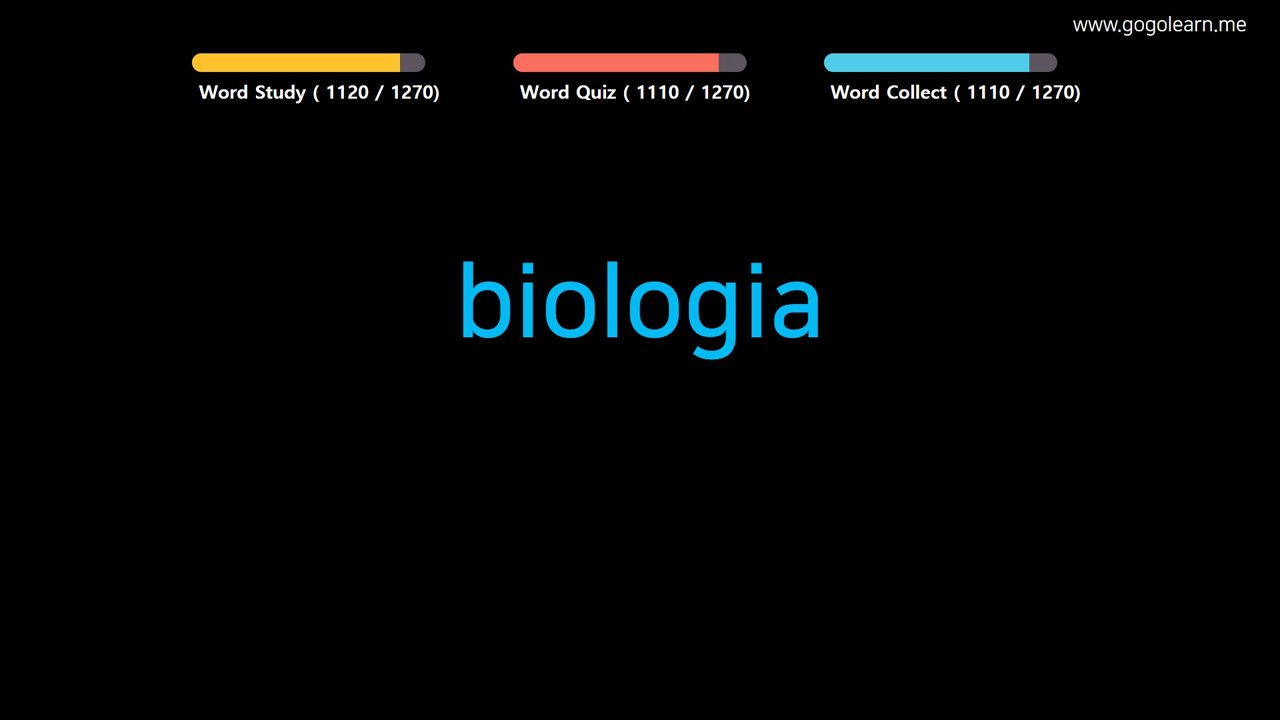 www.gogolearn.me
Word Study ( 1120 / 1270)
Word Quiz ( 1110 / 1270)
Word Collect ( 1110 / 1270)
biologia